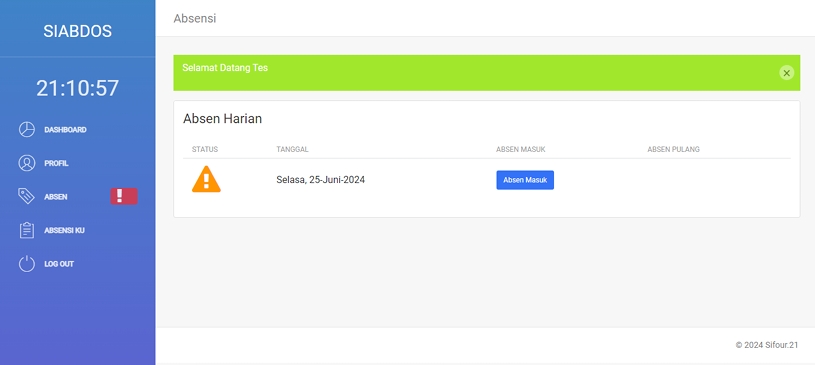 SIABDOS
21:10:57
DASHBOARD
PROFIL
ABSEN
ABSENSI KU
LOG OUT
Absensi
Selamat Datang Tes
Absen Harian
STATUS TANGGAL ABSEN MASUK ABSEN PULANG
Selasa, 25-Juni-2024 Absen Masuk
© 2024 Sifour.21